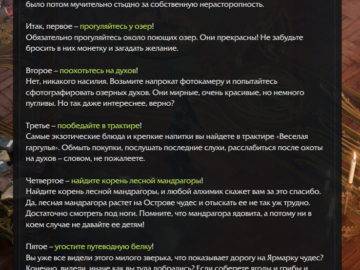 было потом мучительно стыдно за собственную нерасторопность.
Итак, первое – прогуляйтесь у озер!
Обязательно прогуляйтесь около поющих озер. Они прекрасны! Не забудьте
бросить в них монетку и загадать желание.
Второе – поохотьтесь на духов!
Нет, никакого насилия. Возьмите напрокат фотокамеру и попытайтесь
сфотографировать озерных духов. Они мирные, очень красивые, но немного
пугливы. Но так даже интереснее, верно?
Третье – пообедайте в трактире!
Самые экзотические блюда и крепкие напитки вы найдете в трактире «Веселая
гаргулья». Обмыть покупки, послушать последние слухи, расслабиться после охоты
на духов – словом, не пожалеете.
Четвертое – найдите корень лесной мандрагоры!
Найдите корень лесной мандрагоры, и любой алхимик скажет вам за это спасибо.
Да, лесная мандрагора растет на Острове чудес и отыскать ее не так уж трудно.
Достаточно смотреть под ноги. Помните, что мандрагора ядовита, а потому ни в
коем случае не давайте ее детям!
Пятое – угостите путеводную белку!
Вы уже все видели этого милого зверька, что показывает дорогу на Ярмарку чудес?
Конечно, видели, иначе как вы туда добрались? Если соберете ягоды и грибы и